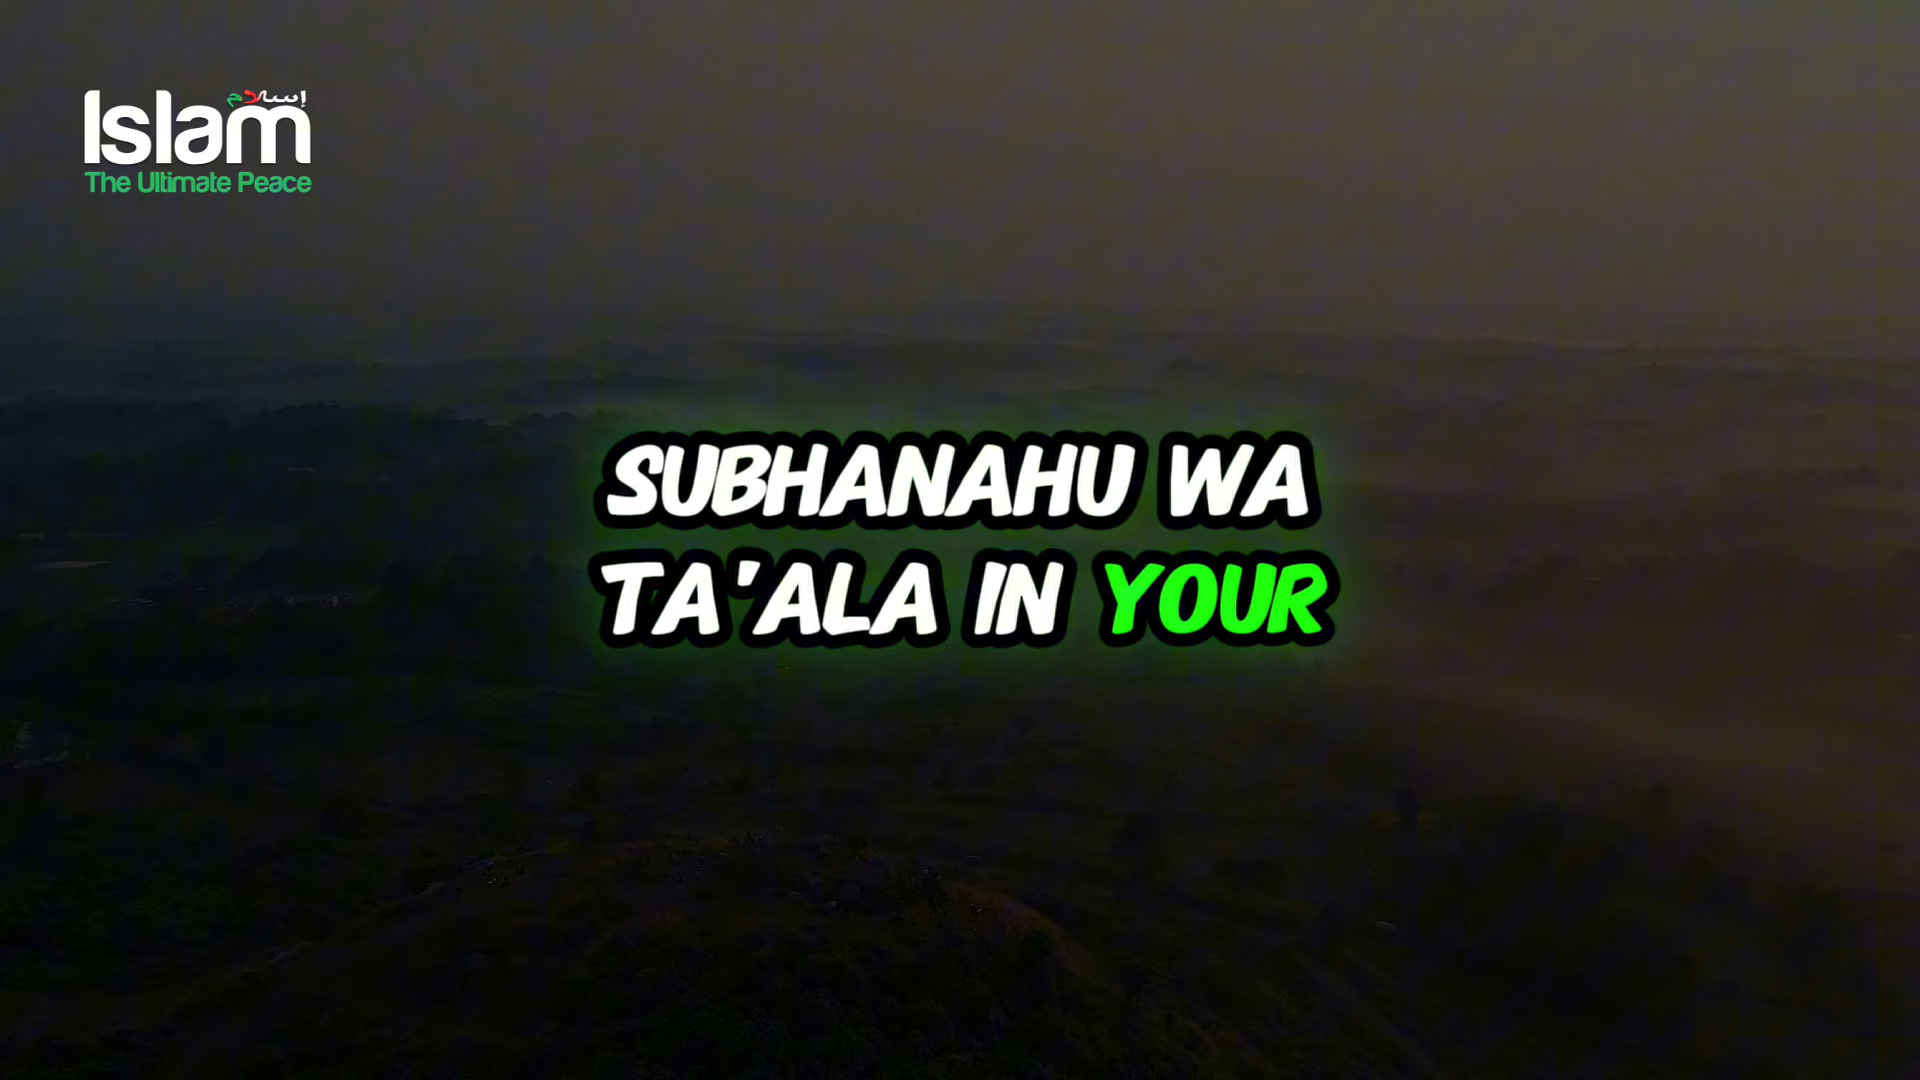 إسلام
Islam
The Ultimate Peace
SUBHANAHU WA
TA'ALA IN YOUR